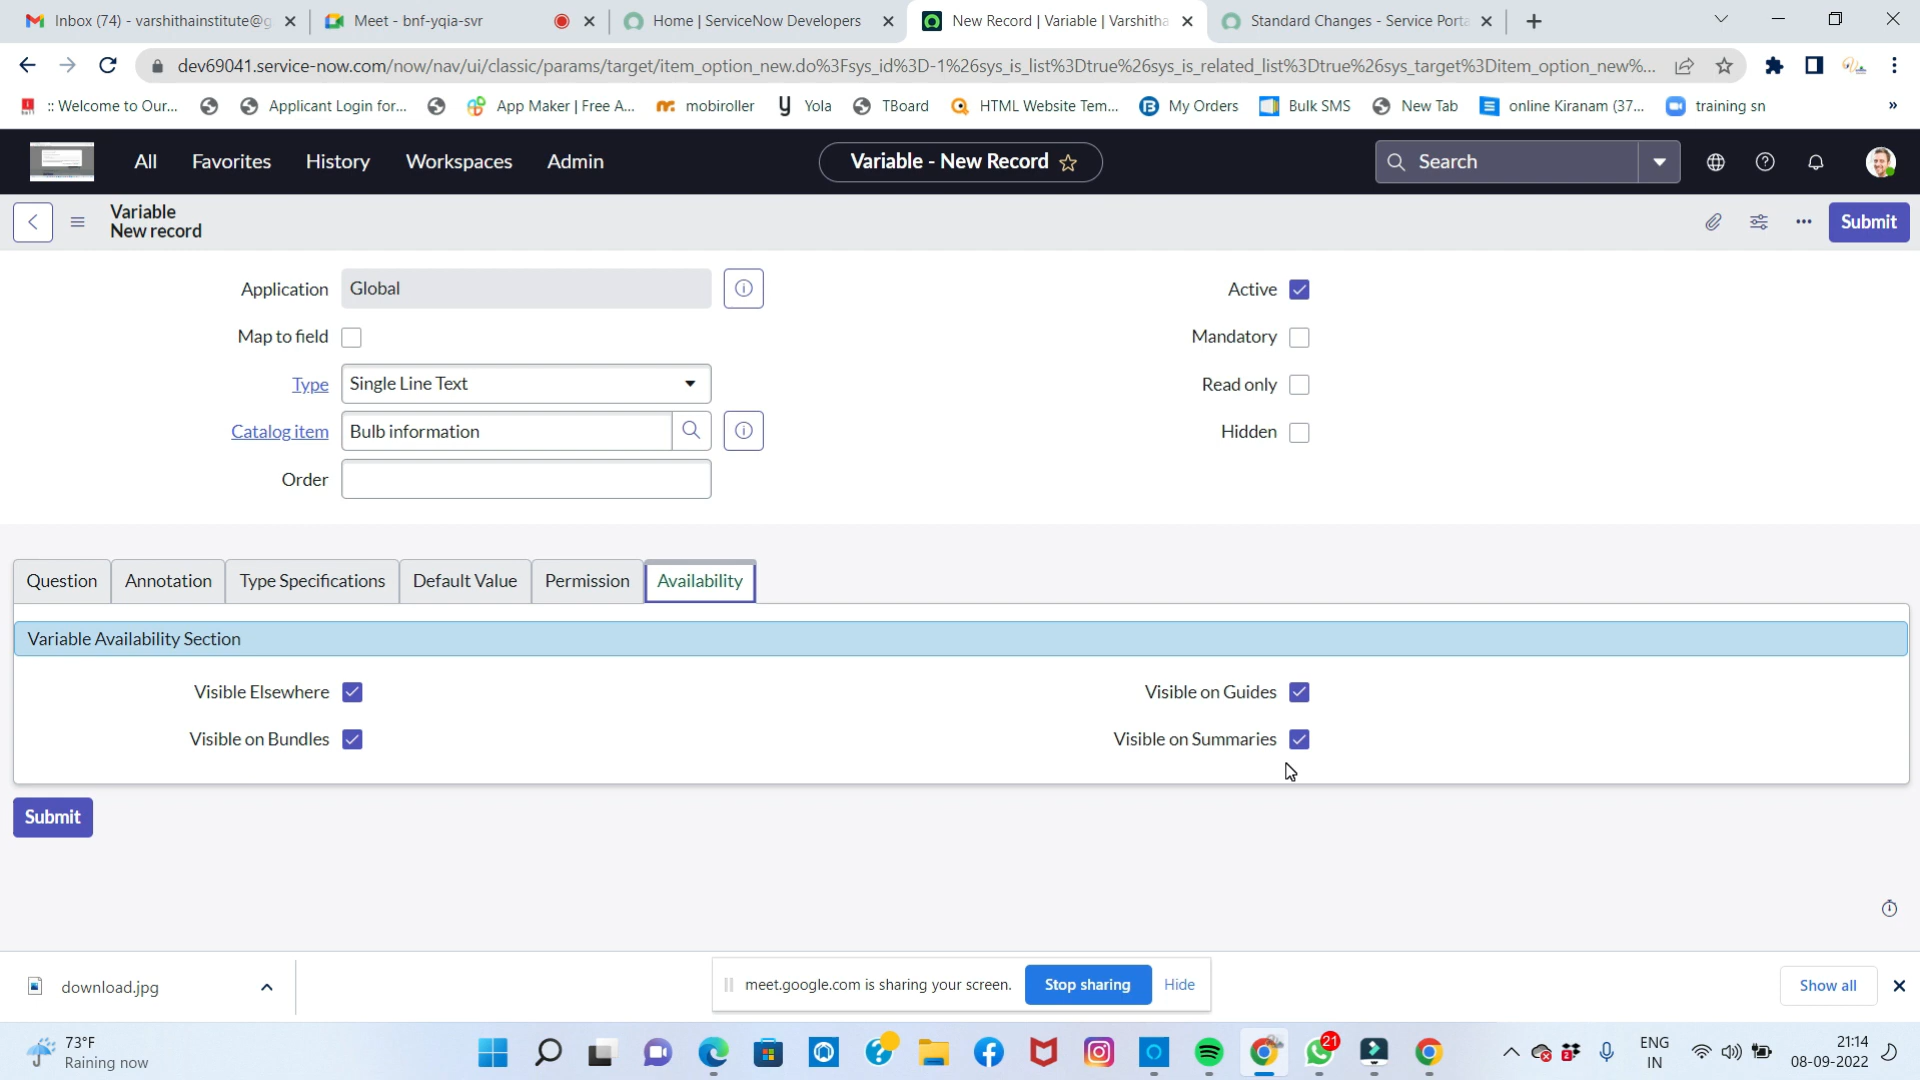 Inbox (74) - varshithainstitute@g
Meet - bnf-yqia-svr
Home | ServiceNow Developers
New Record | Variable | Varshitha
Standard Changes - Service Porta
dev69041.service-now.com/now/nav/ui/classic/params/target/item_option_new.do%3Fsys_id%3D-1%26sys_is_list%3Dtrue%26sys_is_related_list%3Dtrue%26sys_target%3Ditem_option_new%...
:: Welcome to Our...
Applicant Login for...
App Maker | Free A...
mobiroller
Yola
TBoard
HTML Website Tem...
My Orders
Bulk SMS
New Tab
online Kiranam (37...
training sn
»
All
Favorites
History
Workspaces
Admin
Variable - New Record
Search
Variable
New record
Submit
Application
Global
Active
Map to field
Mandatory
Type
Single Line Text
Read only
Catalog item
Bulb information
Hidden
Order
Question
Annotation
Type Specifications
Default Value
Permission
Availability
Variable Availability Section
Visible Elsewhere
Visible on Guides
Visible on Bundles
Visible on Summaries
Submit
download.jpg
meet.google.com is sharing your screen.
Stop sharing
Hide
Show all
73°F
Raining now
21
ENG
IN
21:14
08-09-2022